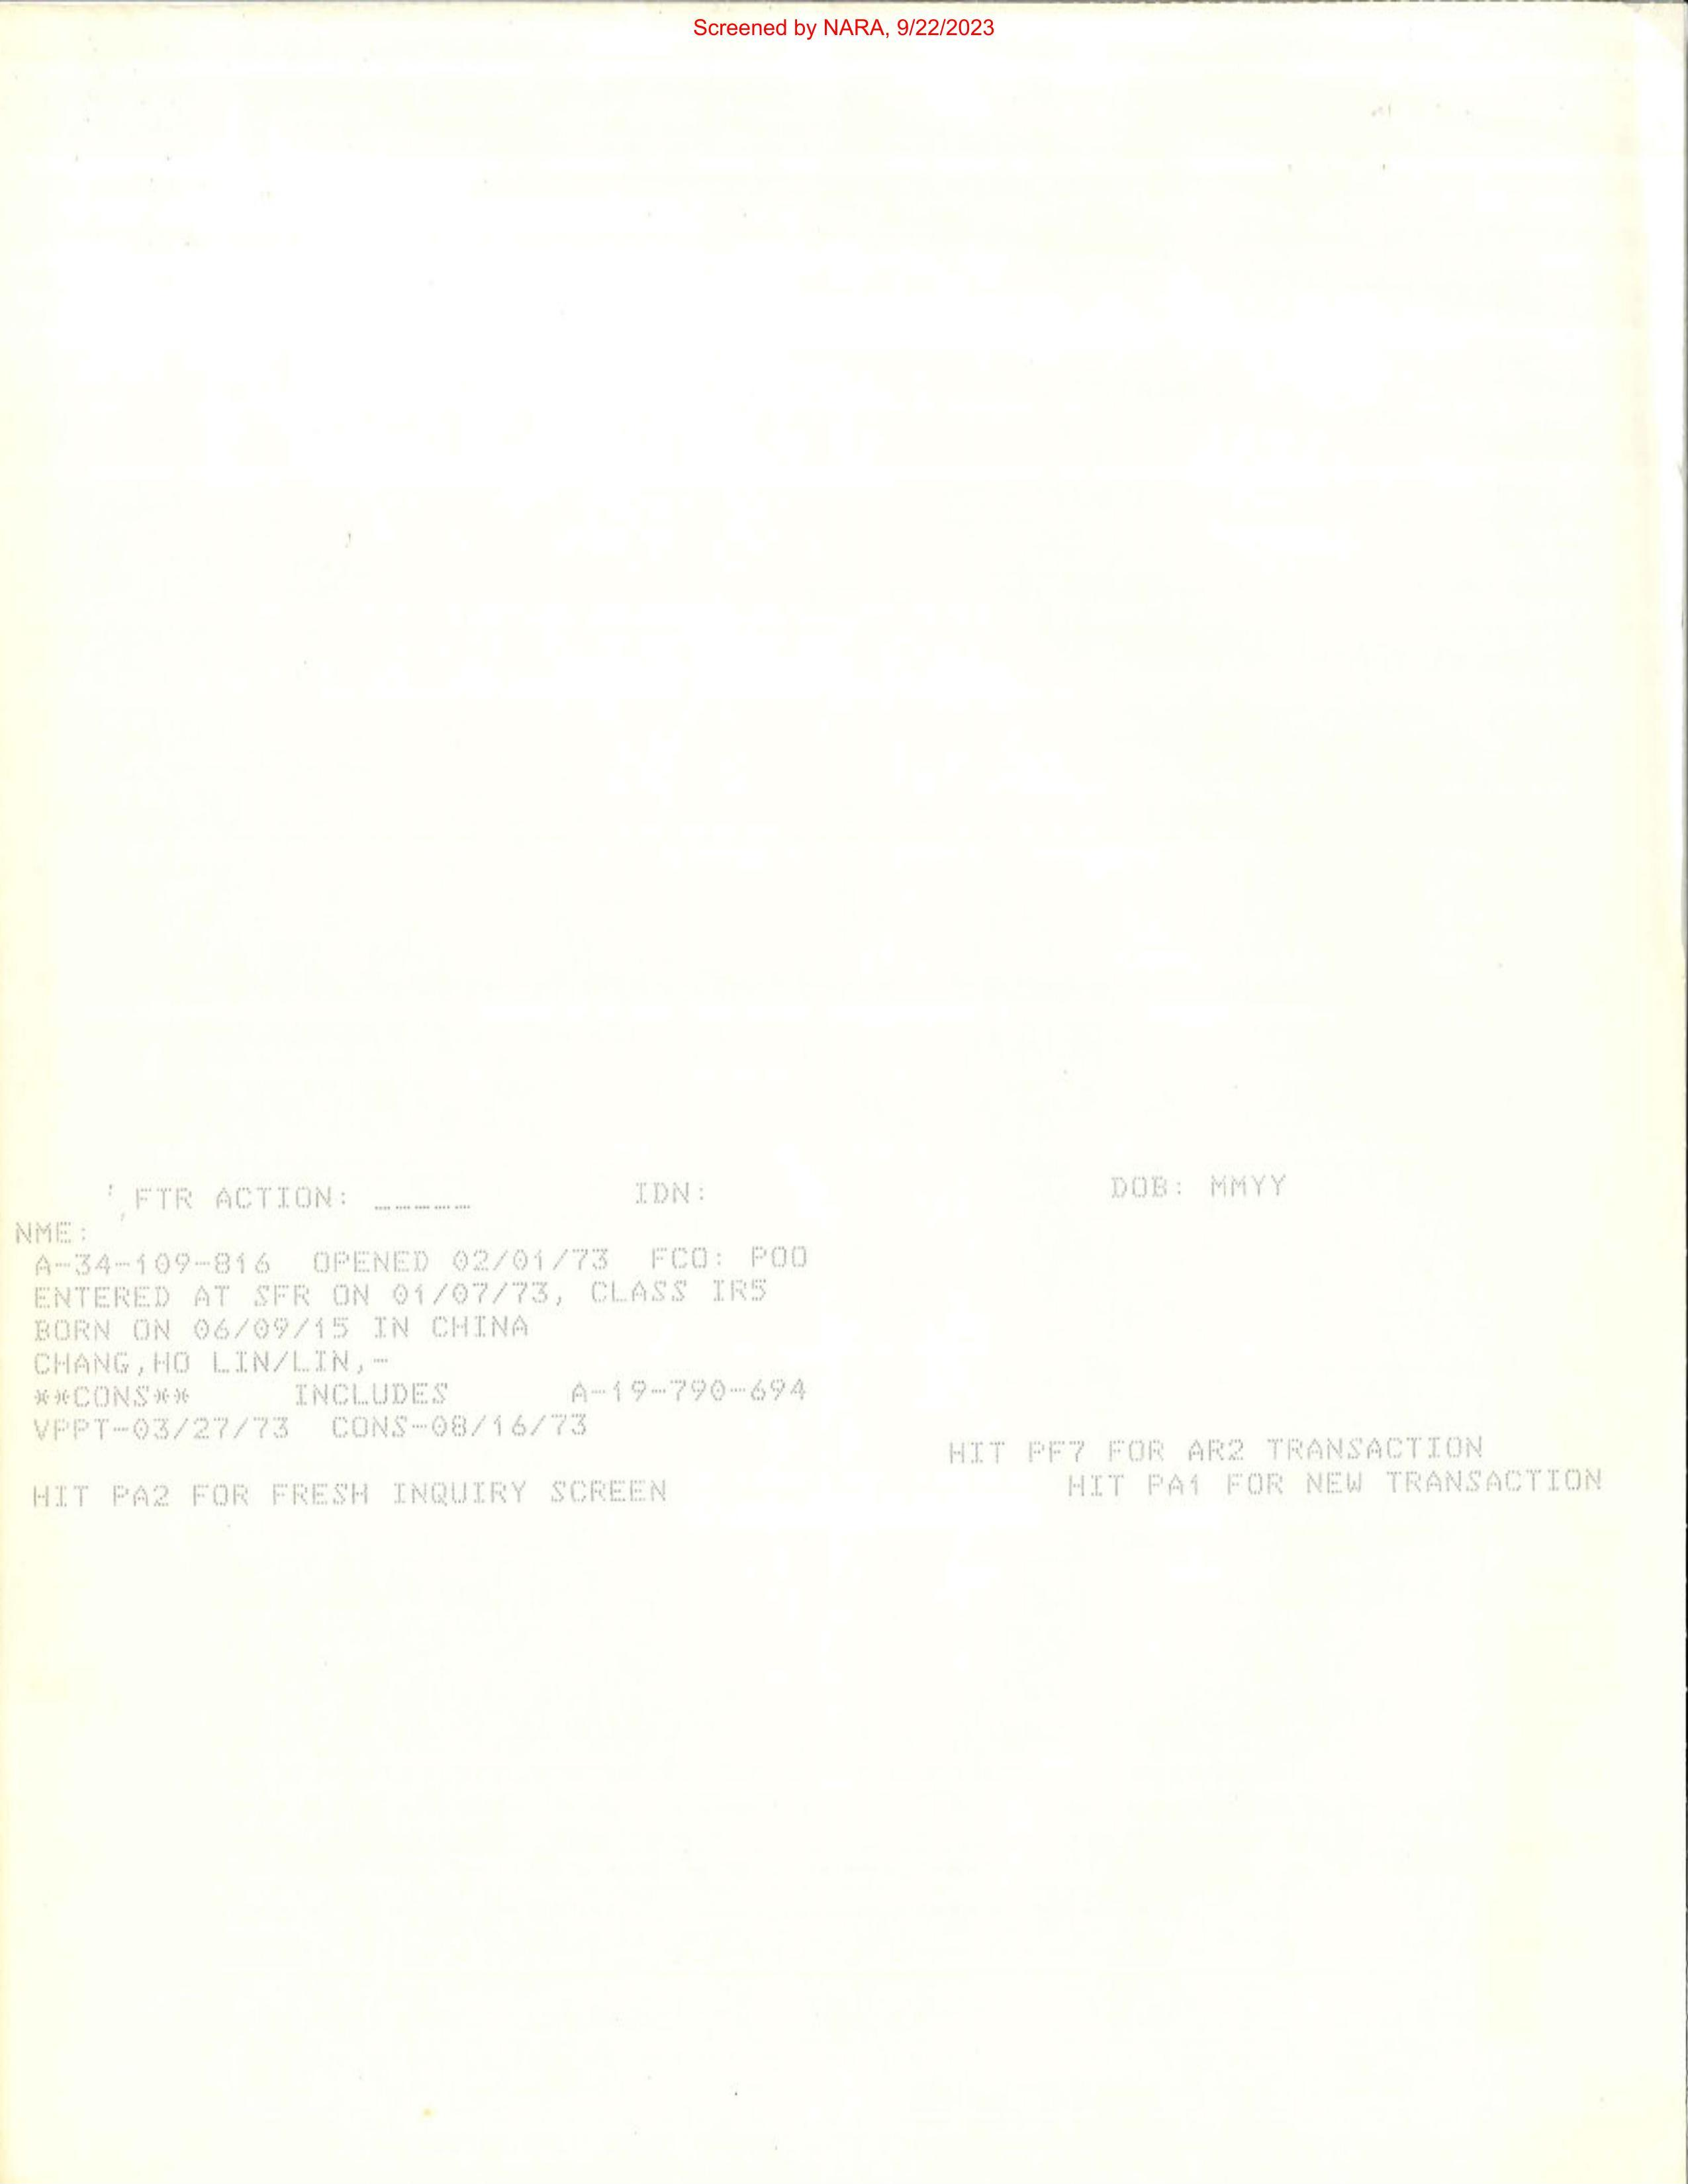 Screened by NARA, 9/22/2023
FTR ACTION: _____ IDN: DOB: MMYY
NME:
A-34-109-816 OPENED 02/01/73 FCO: POO
ENTERED AT SFR ON 01/07/73, CLASS IR5
BORN ON 06/09/15 IN CHINA
CHANG,HO LIN/LIN,-
**CONS** INCLUDES A-19-790-694
VPPT-03/27/73 CONS-08/16/73
HIT PF7 FOR AR2 TRANSACTION
HIT PA2 FOR FRESH INQUIRY SCREEN HIT PA1 FOR NEW TRANSACTION